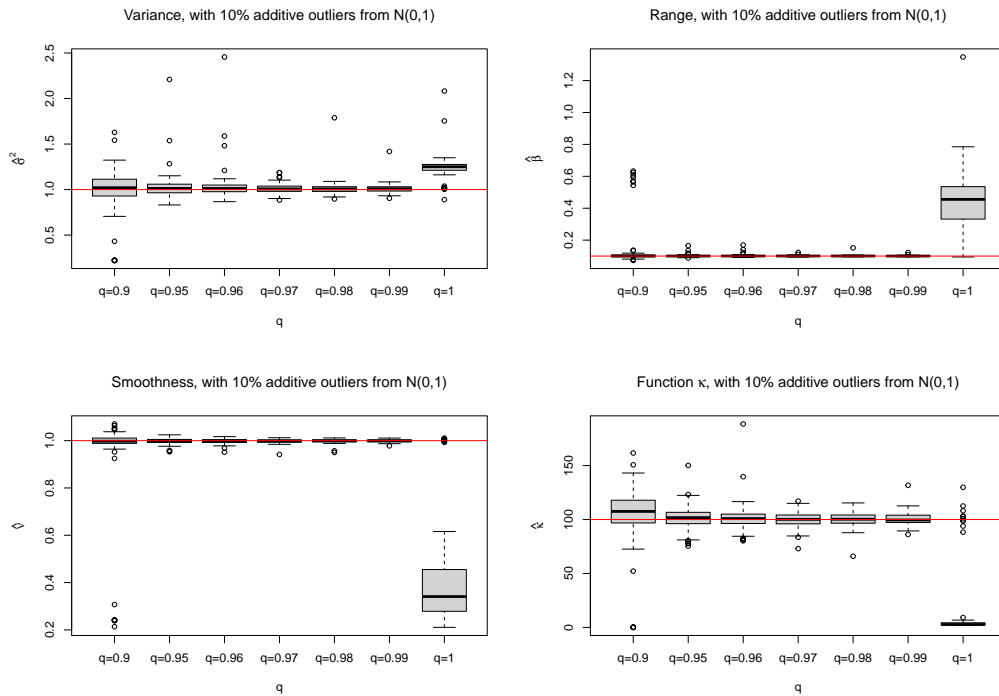 Variance, with 10% additive outliers from N(0,1)
2.5
2.0
1.5
1.0
0.5
σ̂²
q=0.9 q=0.95 q=0.96 q=0.97 q=0.98 q=0.99 q=1
q
Range, with 10% additive outliers from N(0,1)
1.2
1.0
0.8
0.6
0.4
0.2
β̂
q=0.9 q=0.95 q=0.96 q=0.97 q=0.98 q=0.99 q=1
q
Smoothness, with 10% additive outliers from N(0,1)
1.0
0.8
0.6
0.4
0.2
ν̂
q=0.9 q=0.95 q=0.96 q=0.97 q=0.98 q=0.99 q=1
q
Function κ, with 10% additive outliers from N(0,1)
150
100
50
0
κ̂
q=0.9 q=0.95 q=0.96 q=0.97 q=0.98 q=0.99 q=1
q